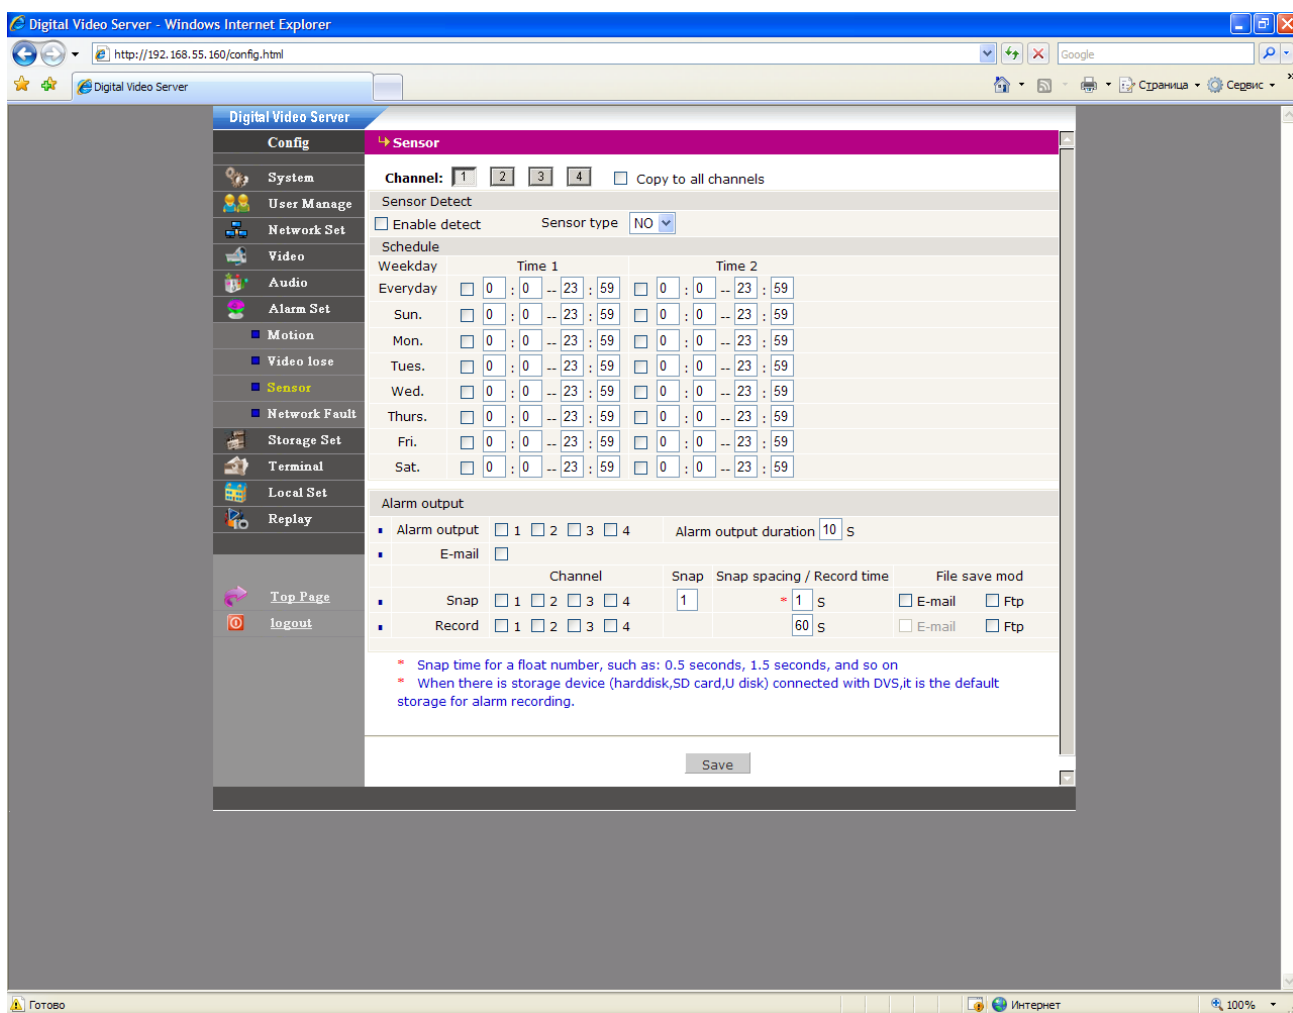 Digital Video Server - Windows Internet Explorer
http://192.168.55.160/config.html
Google
Digital Video Server
Страница
Сервис
Digital Video Server
Config
System
User Manage
Network Set
Video
Audio
Alarm Set
Motion
Video lose
Sensor
Network Fault
Storage Set
Terminal
Local Set
Replay
Top Page
logout
Sensor
Channel: 1 2 3 4 Copy to all channels
Sensor Detect
Enable detect Sensor type NO
Schedule
Weekday Time 1 Time 2
Everyday 0 : 0 -- 23 : 59 0 : 0 -- 23 : 59
Sun. 0 : 0 -- 23 : 59 0 : 0 -- 23 : 59
Mon. 0 : 0 -- 23 : 59 0 : 0 -- 23 : 59
Tues. 0 : 0 -- 23 : 59 0 : 0 -- 23 : 59
Wed. 0 : 0 -- 23 : 59 0 : 0 -- 23 : 59
Thurs. 0 : 0 -- 23 : 59 0 : 0 -- 23 : 59
Fri. 0 : 0 -- 23 : 59 0 : 0 -- 23 : 59
Sat. 0 : 0 -- 23 : 59 0 : 0 -- 23 : 59
Alarm output
Alarm output 1 2 3 4 Alarm output duration 10 S
E-mail
Channel Snap Snap spacing / Record time File save mod
Snap 1 2 3 4 1 * 1 S E-mail Ftp
Record 1 2 3 4 60 S E-mail Ftp
* Snap time for a float number, such as: 0.5 seconds, 1.5 seconds, and so on
* When there is storage device (harddisk,SD card,U disk) connected with DVS,it is the default
storage for alarm recording.
Save
Готово
Интернет
100%